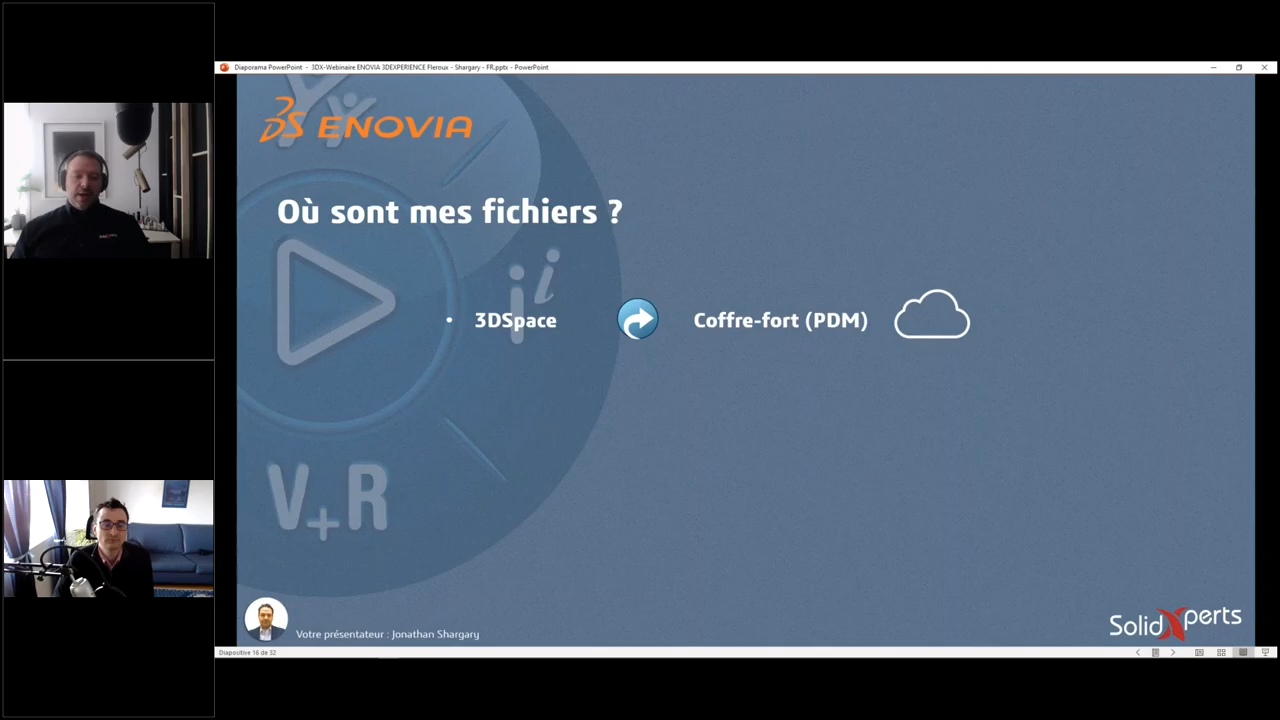 Diaporama PowerPoint - 3DX-Webinaire ENOVIA 3DEXPERIENCE Fleroux - Shargary - FR.pptx - PowerPoint
3DS ENOVIA
Où sont mes fichiers ?
• 3DSpace
Coffre-fort (PDM)
i i
V+R
Votre présentateur : Jonathan Shargary
SolidXperts
Diapositive 16 de 32